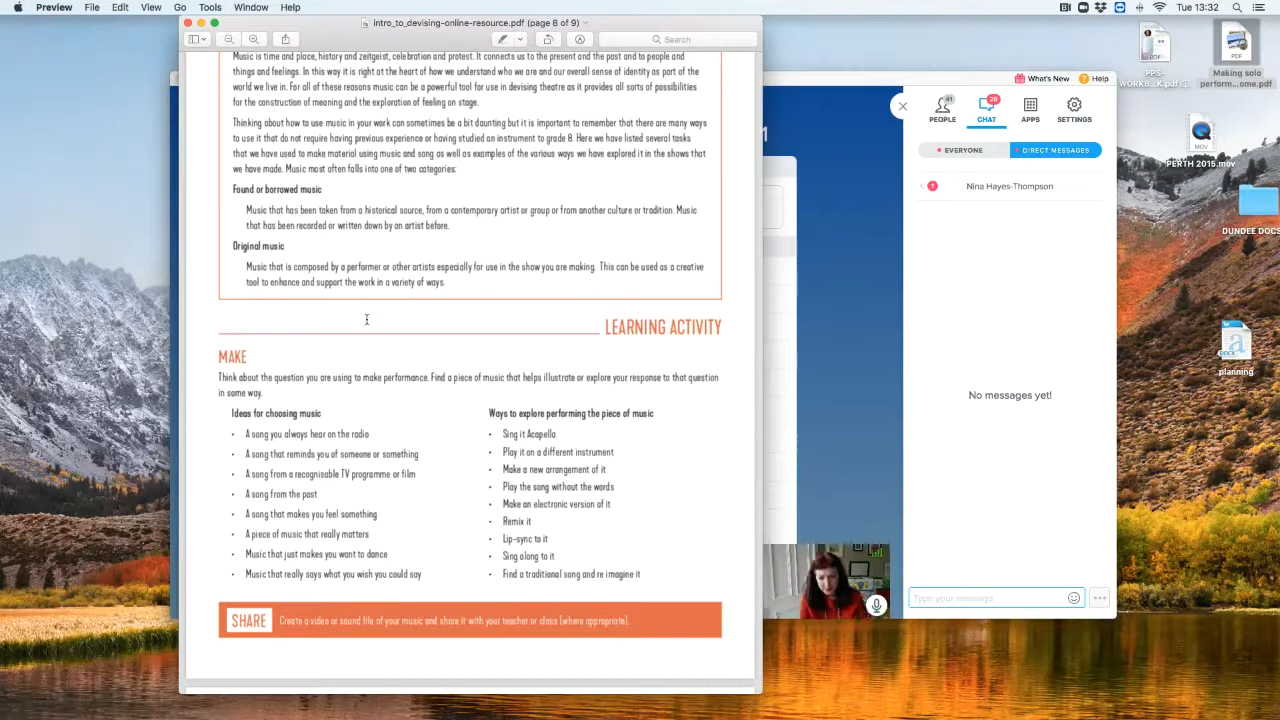 Preview File Edit View Go Tools Window Help
Tue 13:32
intro_to_devising-online-resource.pdf (page 8 of 9)
Search
Music is time and place, history and zeitgeist, celebration and protest. It connects us to the present and the past and to people and
things and feelings. In this way it is right at the heart of how we understand who we are and our overall sense of identity as part of the
world we live in. For all of these reasons music can be a powerful tool for use in devising theatre as it provides all sorts of possibilities
for the construction of meaning and the exploration of feeling on stage.
Thinking about how to use music in your work can sometimes be a bit daunting but it is important to remember that there are many ways
to use it that do not require having previous experience or having studied an instrument to grade 8. Here we have listed several tasks
that we have used to make material using music and song as well as examples of the various ways we have explored it in the shows that
we have made. Music most often falls into one of two categories:
Found or borrowed music
Music that has been taken from a historical source, from a contemporary artist or group or from another culture or tradition. Music
that has been recorded or written down by an artist before.
Original music
Music that is composed by a performer or other artists especially for use in the show you are making. This can be used as a creative
tool to enhance and support the work in a variety of ways.
LEARNING ACTIVITY
MAKE
Think about the question you are using to make performance. Find a piece of music that helps illustrate or explore your response to that question
in some way.
Ideas for choosing music
• A song you always hear on the radio
• A song that reminds you of someone or something
• A song from a recognisable TV programme or film
• A song from the past
• A song that makes you feel something
• A piece of music that really matters
• Music that just makes you want to dance
• Music that really says what you wish you could say
Ways to explore performing the piece of music
• Sing it Acapella
• Play it on a different instrument
• Make a new arrangement of it
• Play the song without the words
• Make an electronic version of it
• Remix it
• Lip-sync to it
• Sing along to it
• Find a traditional song and re imagine it
SHARE Create a video or sound file of your music and share it with your teacher or class (where appropriate).
What's New Help
41
26
PEOPLE CHAT APPS SETTINGS
EVERYONE DIRECT MESSAGES
1 Nina Hayes-Thompson
No messages yet!
Type your message
PDF
PPS-
WORKB...K.pdf
PDF
Making solo
perform...ome.pdf
MOV
PERTH 2015.mov
DUNDEE DOCS
DOCX
planning